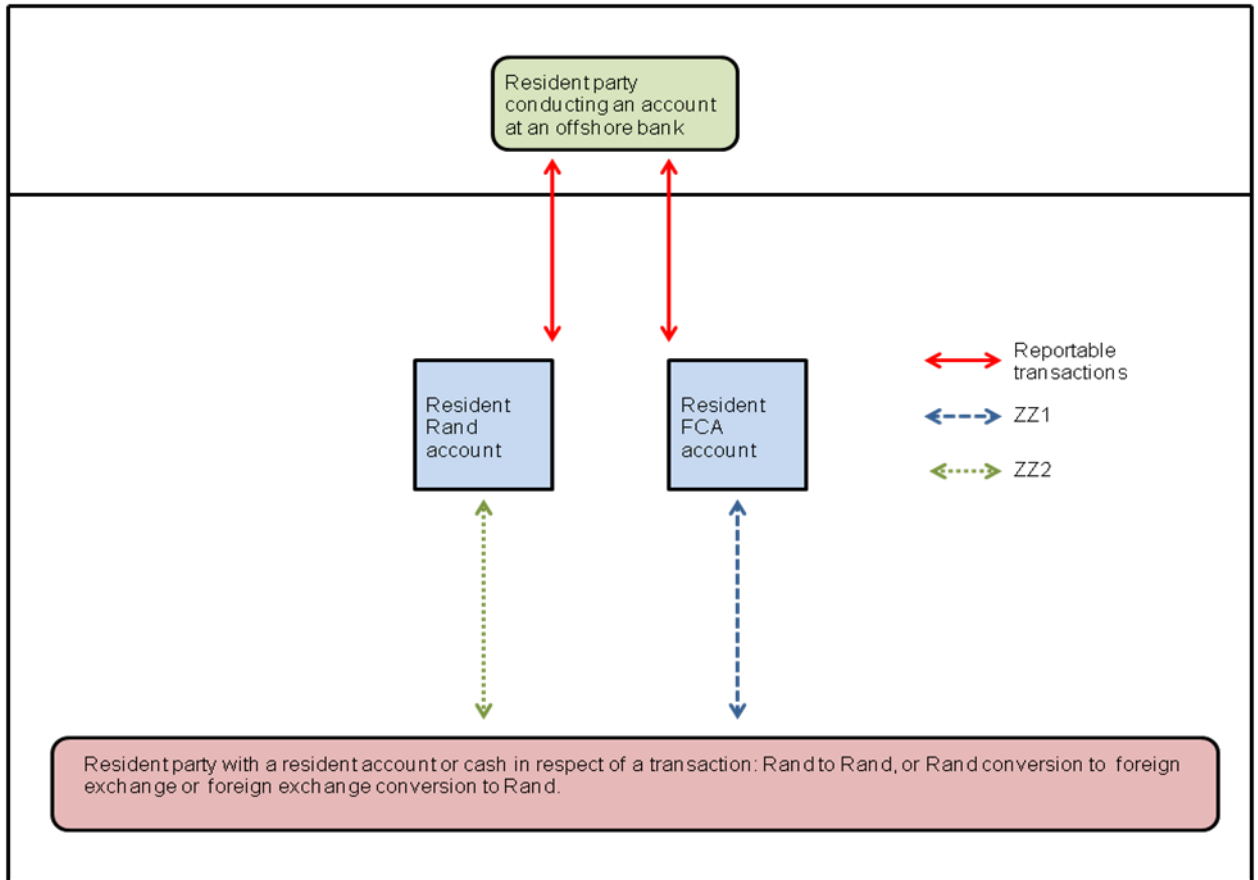 Resident party
conducting an account
at an offshore bank
Resident
Rand
account
Resident
FCA
account
Reportable
transactions
ZZ1
ZZ2
Resident party with a resident account or cash in respect of a transaction: Rand to Rand, or Rand conversion to foreign
exchange or foreign exchange conversion to Rand.